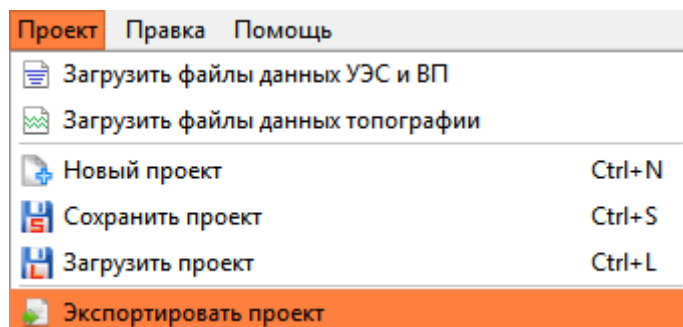 Проект Правка Помощь
Загрузить файлы данных УЭС и ВП
Загрузить файлы данных топографии
Новый проект Ctrl+N
Сохранить проект Ctrl+S
Загрузить проект Ctrl+L
Экспортировать проект